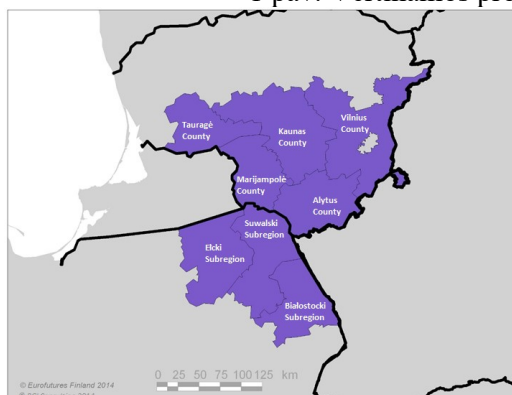 Tauragė
County
Kaunas
County
Vilnius
County
Marijampolė
County
Alytus
County
Suwalski
Subregion
Ełcki
Subregion
Białostocki
Subregion
0 25 50 75 100 125 km
© Eurofutures Finland 2014